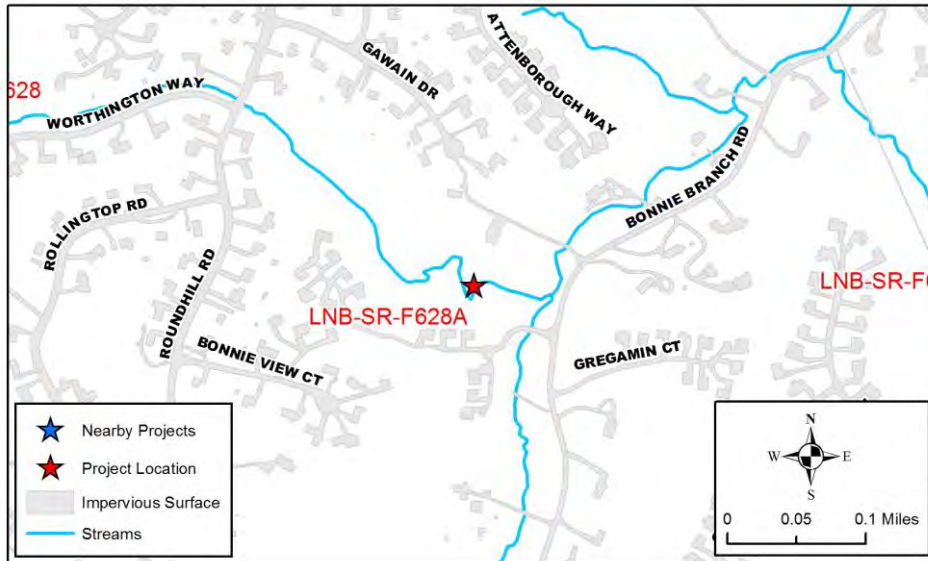 ATTENBOROUGH WAY
GAWAIN DR
628
WORTHINGTON WAY
BONNIE BRANCH RD
ROLLINGTOP RD
ROUNDHILL RD
LNB-SR-F6
LNB-SR-F628A
BONNIE VIEW CT
GREGAMIN CT
Nearby Projects
Project Location
Impervious Surface
Streams
N
W
E
S
0 0.05 0.1 Miles